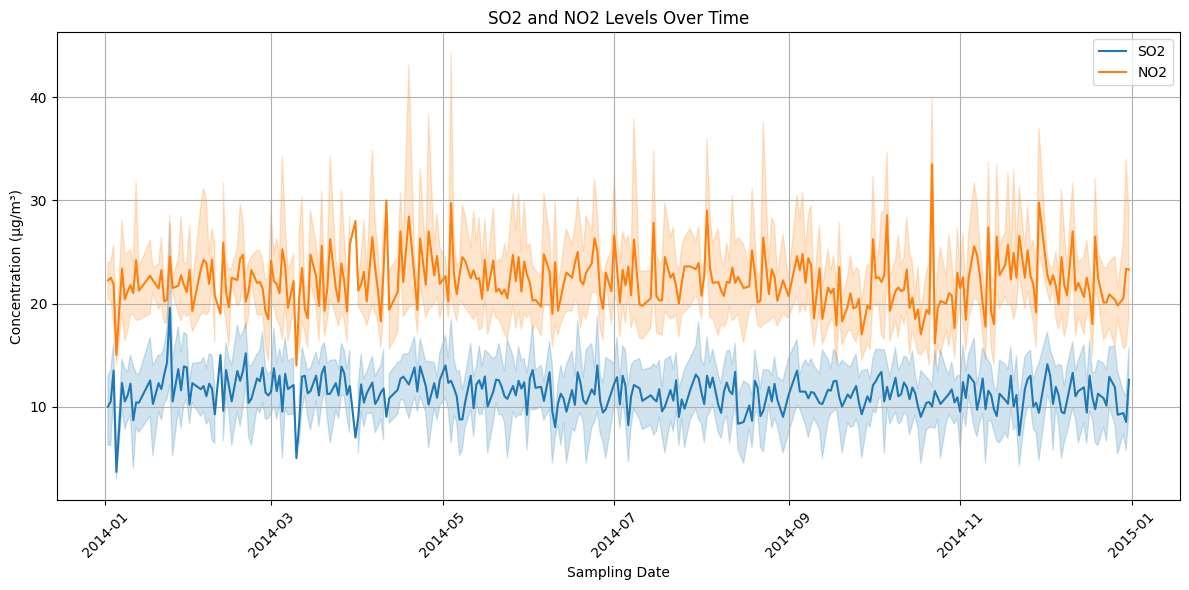 SO2 and NO2 Levels Over Time
SO2
NO2
Concentration (µg/m³)
40
30
20
10
2014-01
2014-03
2014-05
2014-07
2014-09
2014-11
2015-01
Sampling Date